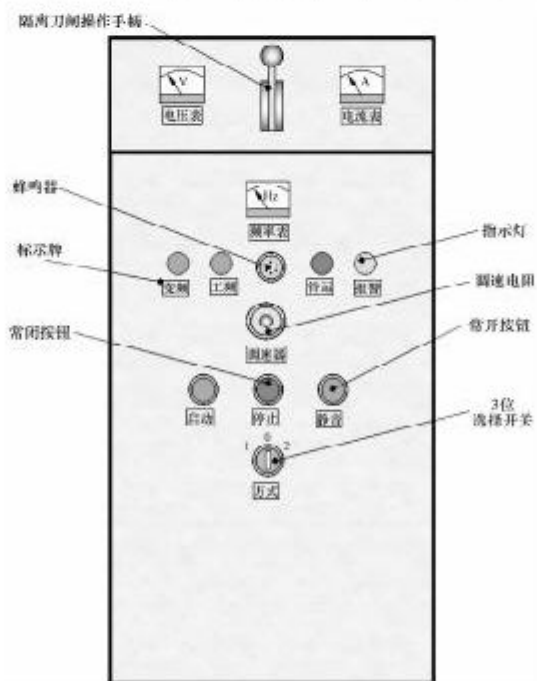 隔离刀闸操作手柄
V
A
电压表
电流表
Hz
频率表
蜂鸣器
指示灯
标示牌
变频
工频
停运
报警
调速电阻
常闭按钮
调速器
常开按钮
启动
停止
静音
3位
选择开关
1
0
2
方式